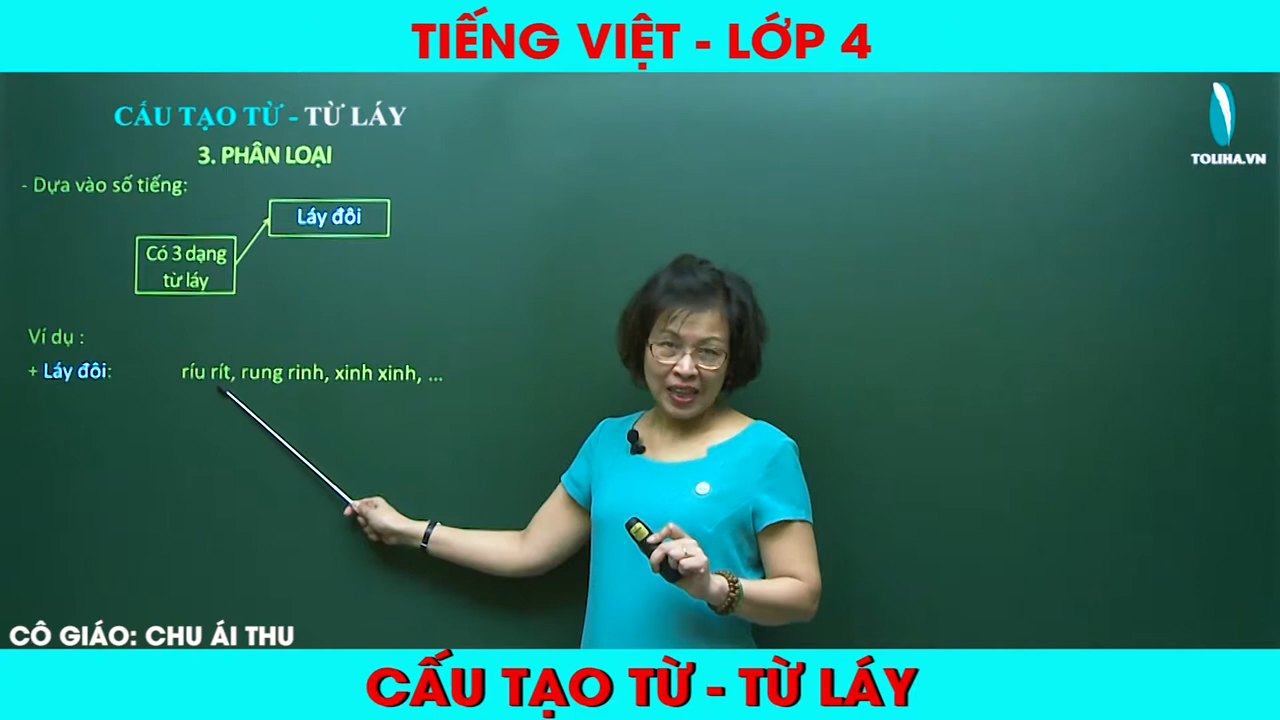 TIẾNG VIỆT - LỚP 4
CẤU TẠO TỪ - TỪ LÁY
TOLIHA.VN
3. PHÂN LOẠI
- Dựa vào số tiếng:
Láy đôi
Có 3 dạng
từ láy
Ví dụ :
+ Láy đôi: ríu rít, rung rinh, xinh xinh, ...
CÔ GIÁO: CHU ÁI THU
CẤU TẠO TỪ - TỪ LÁY